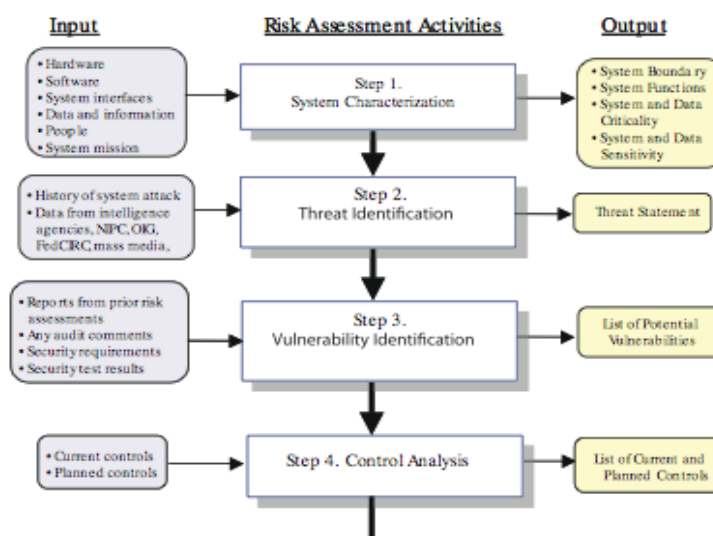 Input
Risk Assessment Activities
Output
• Hardware
• Software
• System interfaces
• Data and information
• People
• System mission
Step 1.
System Characterization
• System Boundary
• System Functions
• System and Data
Criticality
• System and Data
Sensitivity
• History of system attack
• Data from intelligence
agencies, NIPC, OIG,
FedCIRC, mass media,
Step 2.
Threat Identification
Threat Statement
• Reports from prior risk
assessments
• Any audit comments
• Security requirements
• Security test results
Step 3.
Vulnerability Identification
List of Potential
Vulnerabilities
• Current controls
• Planned controls
Step 4. Control Analysis
List of Current and
Planned Controls